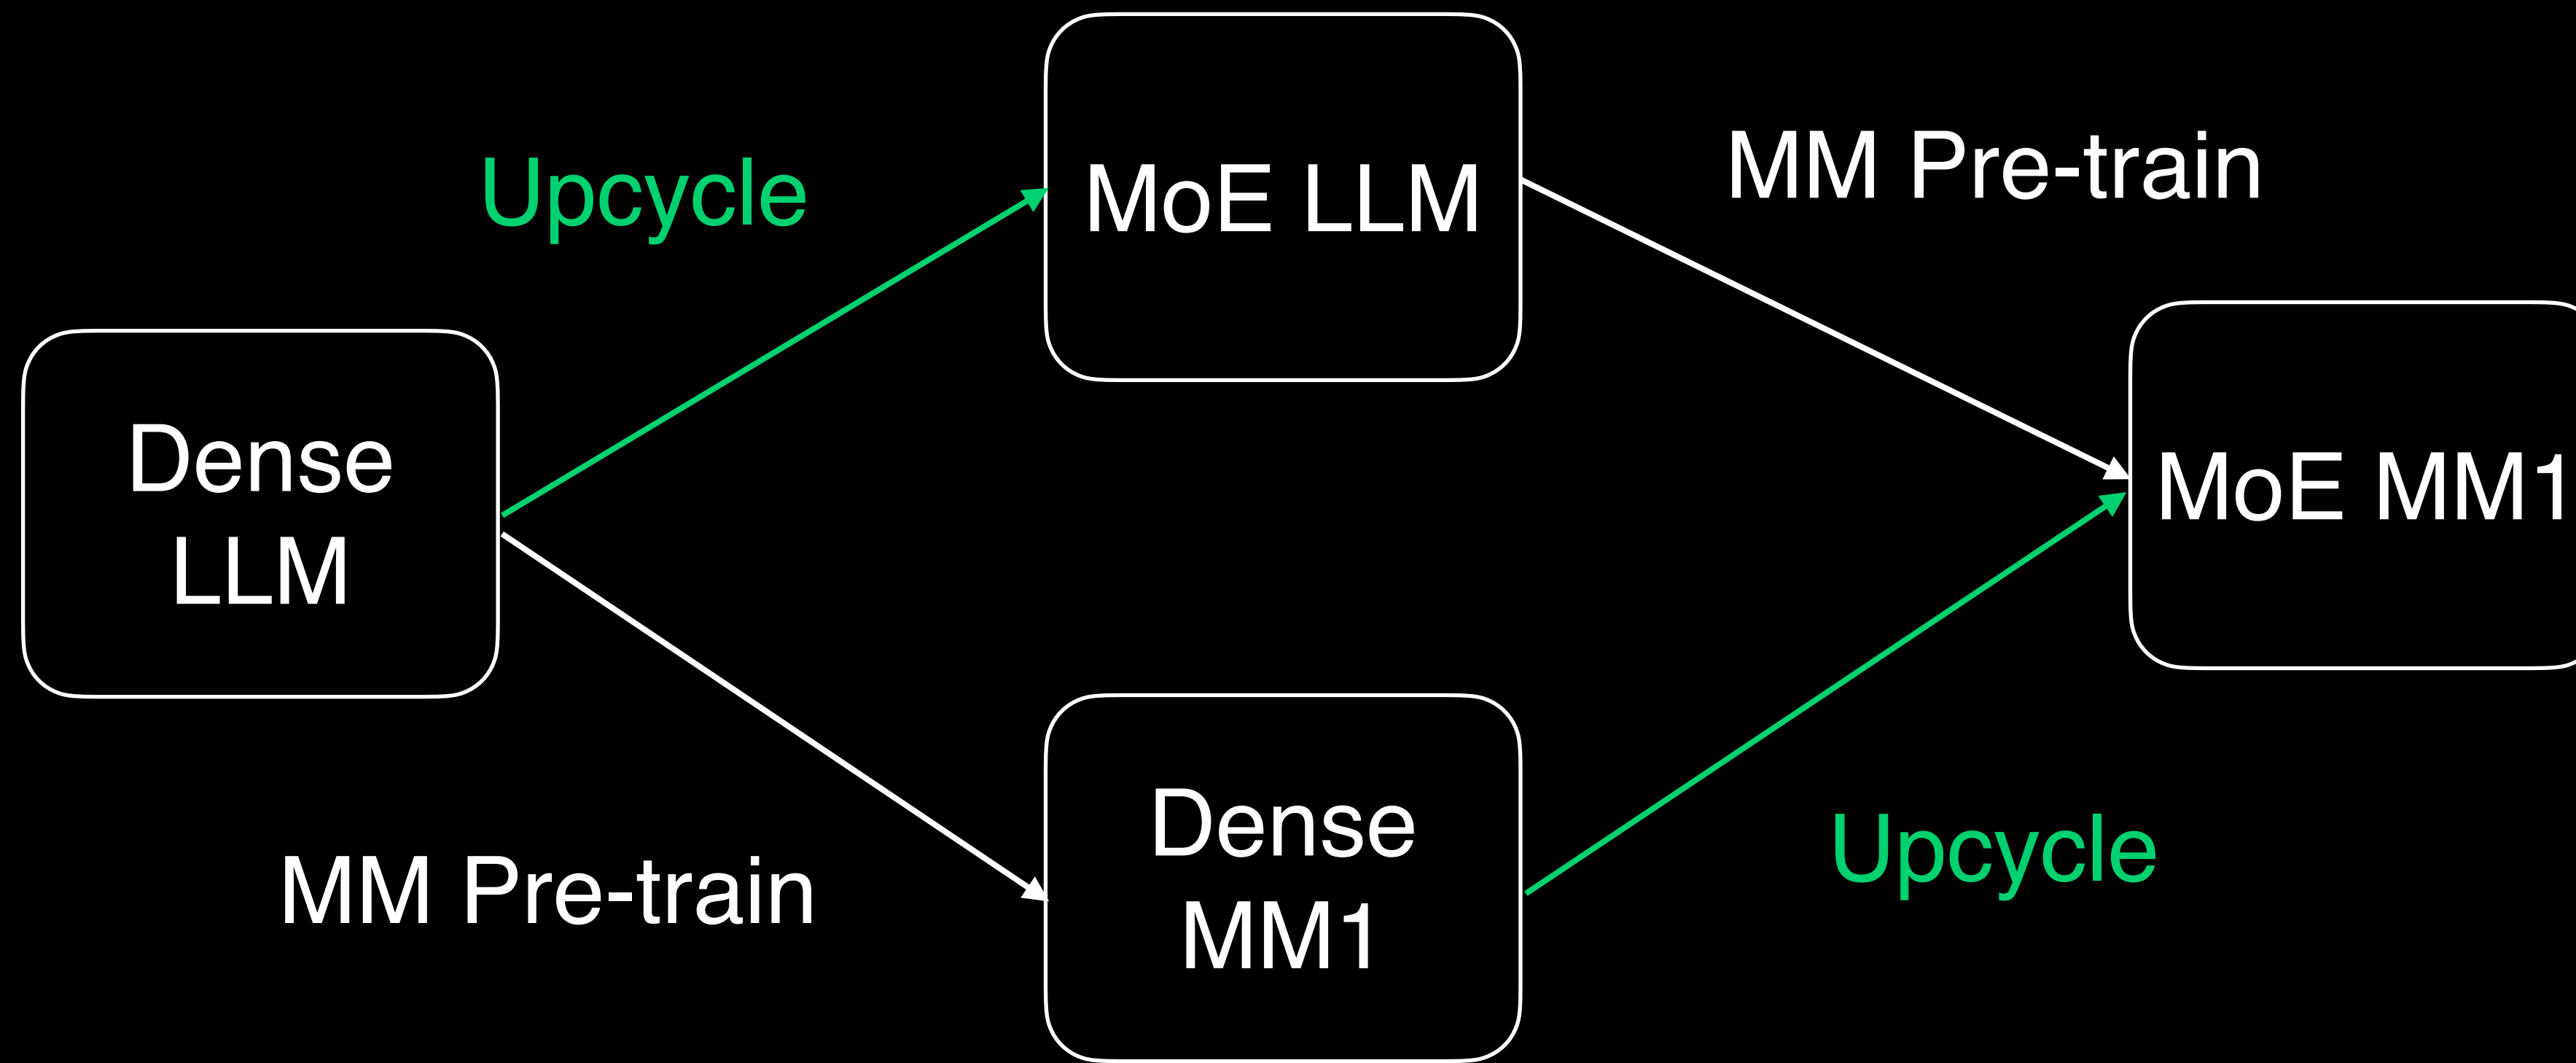 Upcycle
MoE LLM
MM Pre-train
Dense
LLM
MoE MM1
MM Pre-train
Dense
MM1
Upcycle